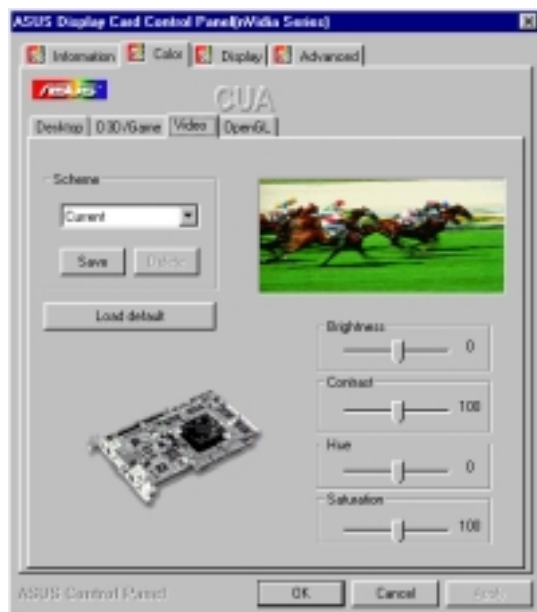 ASUS Display Card Control Panel(nVidia Series)
Information Color Display Advanced
ASUS
CUA
Desktop D3D/Game Video OpenGL
Scheme
Current
Save Delete
Load default
Brightness
0
Contrast
100
Hue
0
Saturation
100
ASUS Control Panel OK Cancel Apply